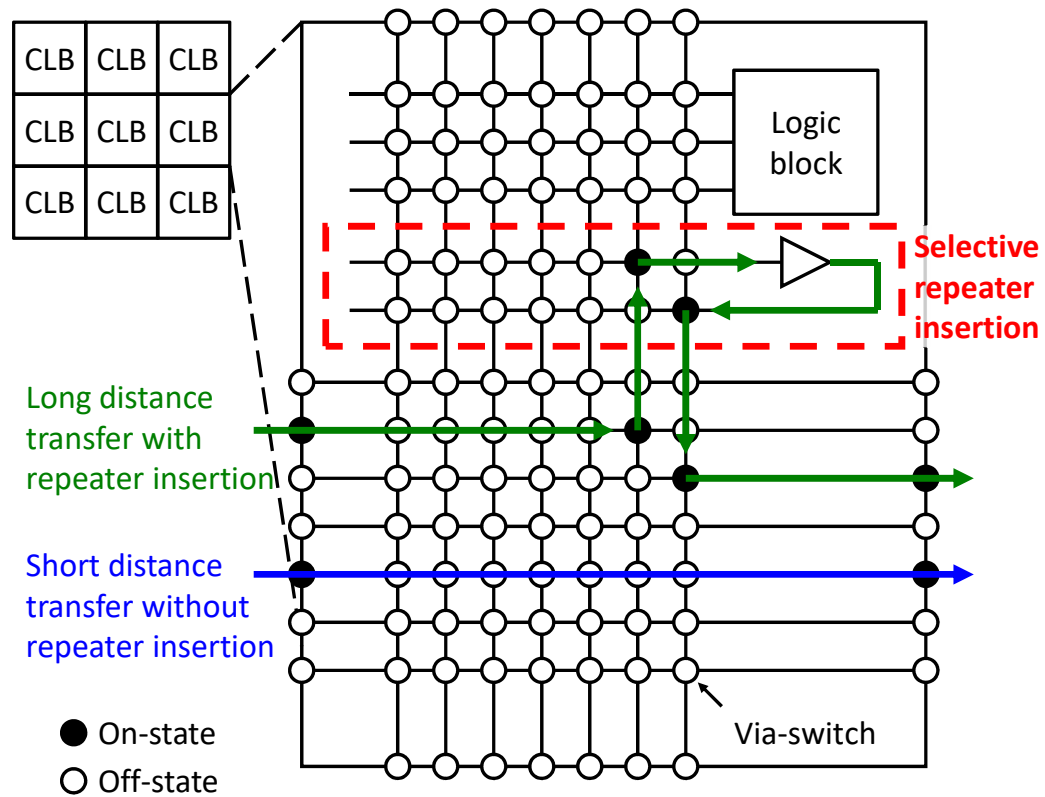 CLB CLB CLB
CLB CLB CLB
CLB CLB CLB
Logic
block
Selective
repeater
insertion
Long distance
transfer with
repeater insertion
Short distance
transfer without
repeater insertion
Via-switch
On-state
Off-state